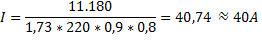 I = 11.180 / 1,73 * 220 * 0,9 * 0,8 = 40,74 ≈ 40A